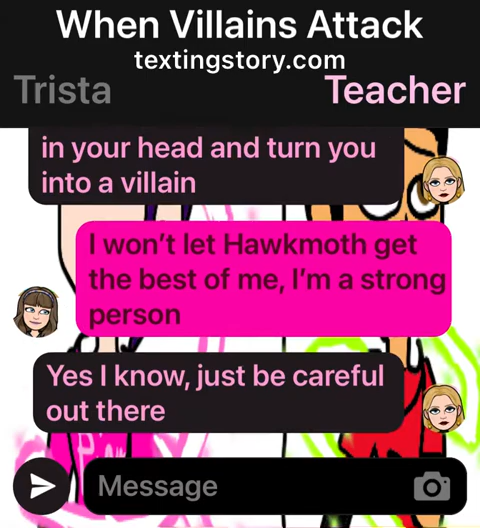 When Villains Attack
textingstory.com
Trista
Teacher
in your head and turn you
into a villain
I won't let Hawkmoth get
the best of me, I'm a strong
person
Yes I know, just be careful
out there
Message